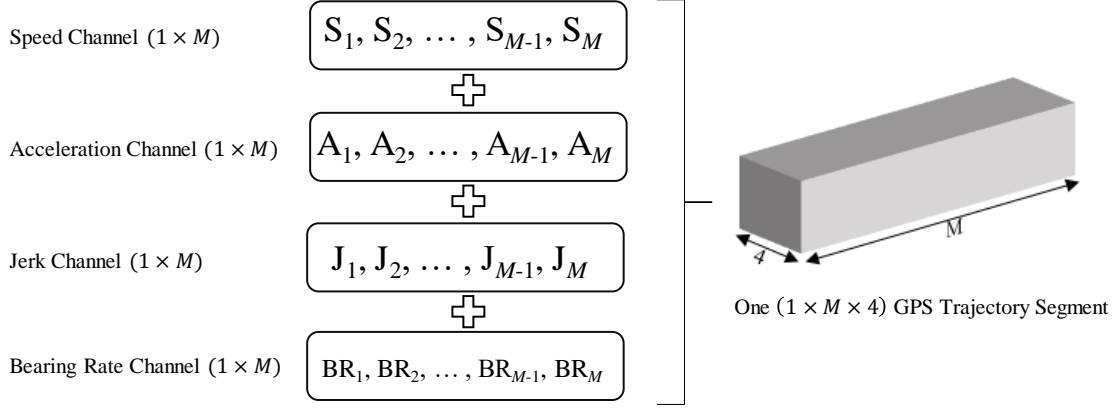 Speed Channel (1 × M)
S1, S2, … , SM-1, SM
Acceleration Channel (1 × M)
A1, A2, … , AM-1, AM
Jerk Channel (1 × M)
J1, J2, … , JM-1, JM
Bearing Rate Channel (1 × M)
BR1, BR2, … , BRM-1, BRM
4
M
One (1 × M × 4) GPS Trajectory Segment